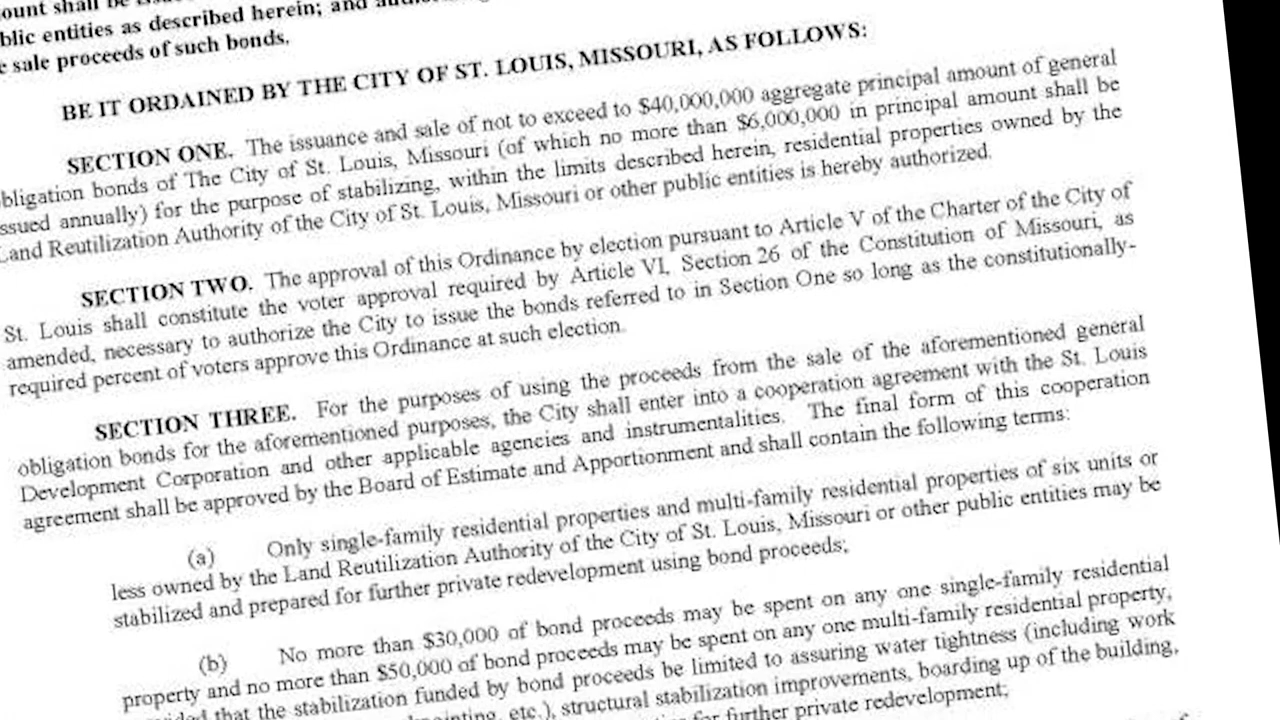 ount shall be
blic entities as described herein; and
e sale proceeds of such bonds.
BE IT ORDAINED BY THE CITY OF ST. LOUIS, MISSOURI, AS FOLLOWS:
SECTION ONE. The issuance and sale of not to exceed to $40,000,000 aggregate principal amount of general
bligation bonds of The City of St. Louis, Missouri (of which no more than $6,000,000 in principal amount shall be
ssued annually) for the purpose of stabilizing, within the limits described herein, residential properties owned by the
Land Reutilization Authority of the City of St. Louis, Missouri or other public entities is hereby authorized.
SECTION TWO. The approval of this Ordinance by election pursuant to Article V of the Charter of the City of
St. Louis shall constitute the voter approval required by Article VI, Section 26 of the Constitution of Missouri, as
amended, necessary to authorize the City to issue the bonds referred to in Section One so long as the constitutionally-
required percent of voters approve this Ordinance at such election.
SECTION THREE. For the purposes of using the proceeds from the sale of the aforementioned general
obligation bonds for the aforementioned purposes, the City shall enter into a cooperation agreement with the St. Louis
Development Corporation and other applicable agencies and instrumentalities. The final form of this cooperation
agreement shall be approved by the Board of Estimate and Apportionment and shall contain the following terms:
(a) Only single-family residential properties and multi-family residential properties of six units or
less owned by the Land Reutilization Authority of the City of St. Louis, Missouri or other public entities may be
stabilized and prepared for further private redevelopment using bond proceeds;
(b) No more than $30,000 of bond proceeds may be spent on any one single-family residential
property and no more than $50,000 of bond proceeds may be spent on any one multi-family residential property,
that the stabilization funded by bond proceeds be limited to assuring water tightness (including work
etc.), structural stabilization improvements, boarding up of the building,
for further private redevelopment;